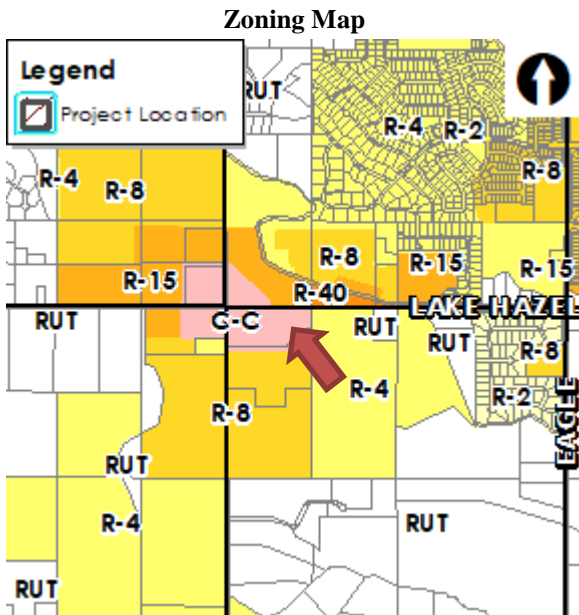 Zoning Map
Legend
Project Location
RUT
R-4
R-2
R-8
R-4
R-8
R-8
R-15
R-15
R-15
R-40
LAKE HAZEL
RUT
C-C
RUT
RUT
R-8
R-4
R-2
R-8
EAGLE
RUT
R-4
RUT
RUT